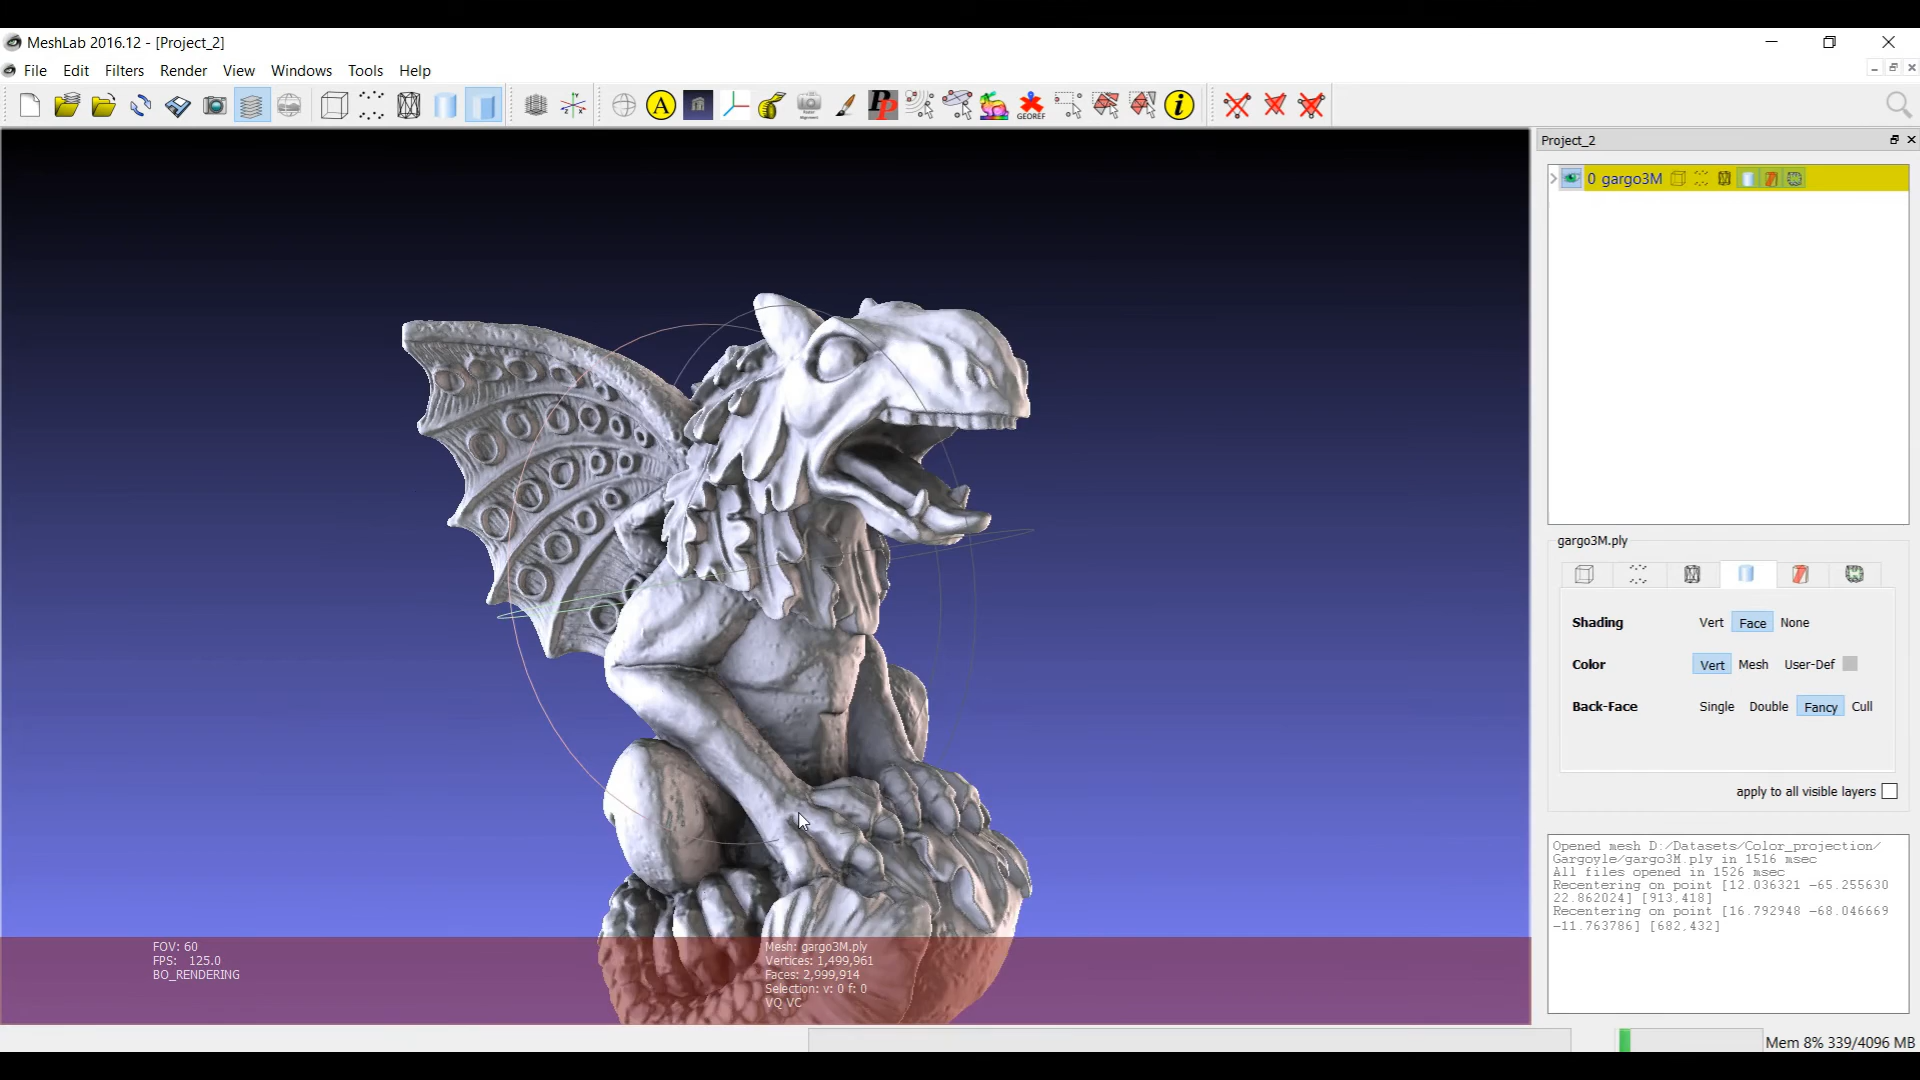 MeshLab 2016.12 - [Project_2]
File Edit Filters Render View Windows Tools Help
A PP GEOREF i
Project_2
0 gargo3M
gargo3M.ply
Shading Vert Face None
Color Vert Mesh User-Def
Back-Face Single Double Fancy Cull
apply to all visible layers
Opened mesh D:/Datasets/Color_projection/
Gargoyle/gargo3M.ply in 1516 msec
All files opened in 1526 msec
Recentering on point [12.036321 -65.255630
22.862024] [913,418]
Recentering on point [16.792948 -68.046669
-11.763786] [682,432]
FOV: 60
FPS: 125.0
BO_RENDERING
Mesh: gargo3M.ply
Vertices: 1,499,961
Faces: 2,999,914
Selection: v: 0 f: 0
VQ VC
Mem 8% 339/4096 MB